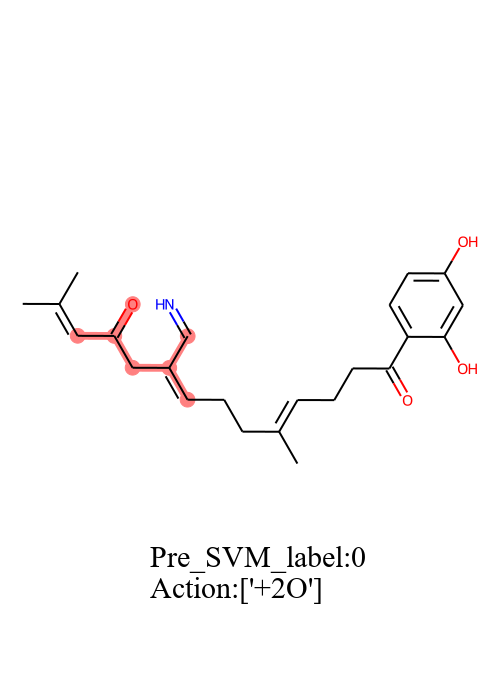 OH
O
HN
OH
O
Pre_SVM_label:0
Action:['+2O']